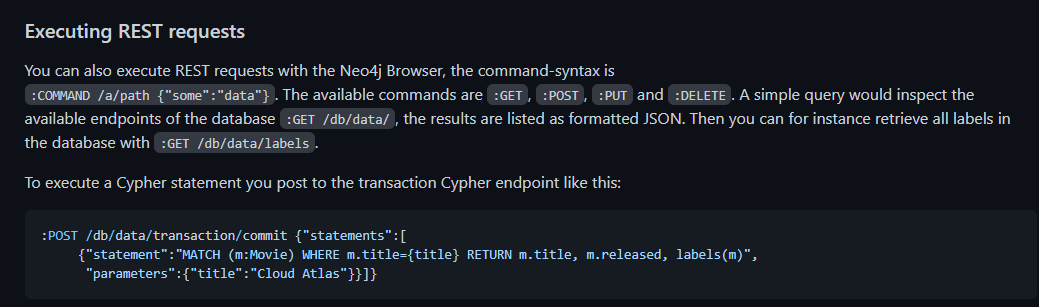 Executing REST requests
You can also execute REST requests with the Neo4j Browser, the command-syntax is
:COMMAND /a/path {"some":"data"}. The available commands are :GET, :POST, :PUT and :DELETE. A simple query would inspect the
available endpoints of the database :GET /db/data/, the results are listed as formatted JSON. Then you can for instance retrieve all labels in
the database with :GET /db/data/labels.
To execute a Cypher statement you post to the transaction Cypher endpoint like this:
:POST /db/data/transaction/commit {"statements":[
{"statement":"MATCH (m:Movie) WHERE m.title={title} RETURN m.title, m.released, labels(m)",
"parameters":{"title":"Cloud Atlas"}}]}